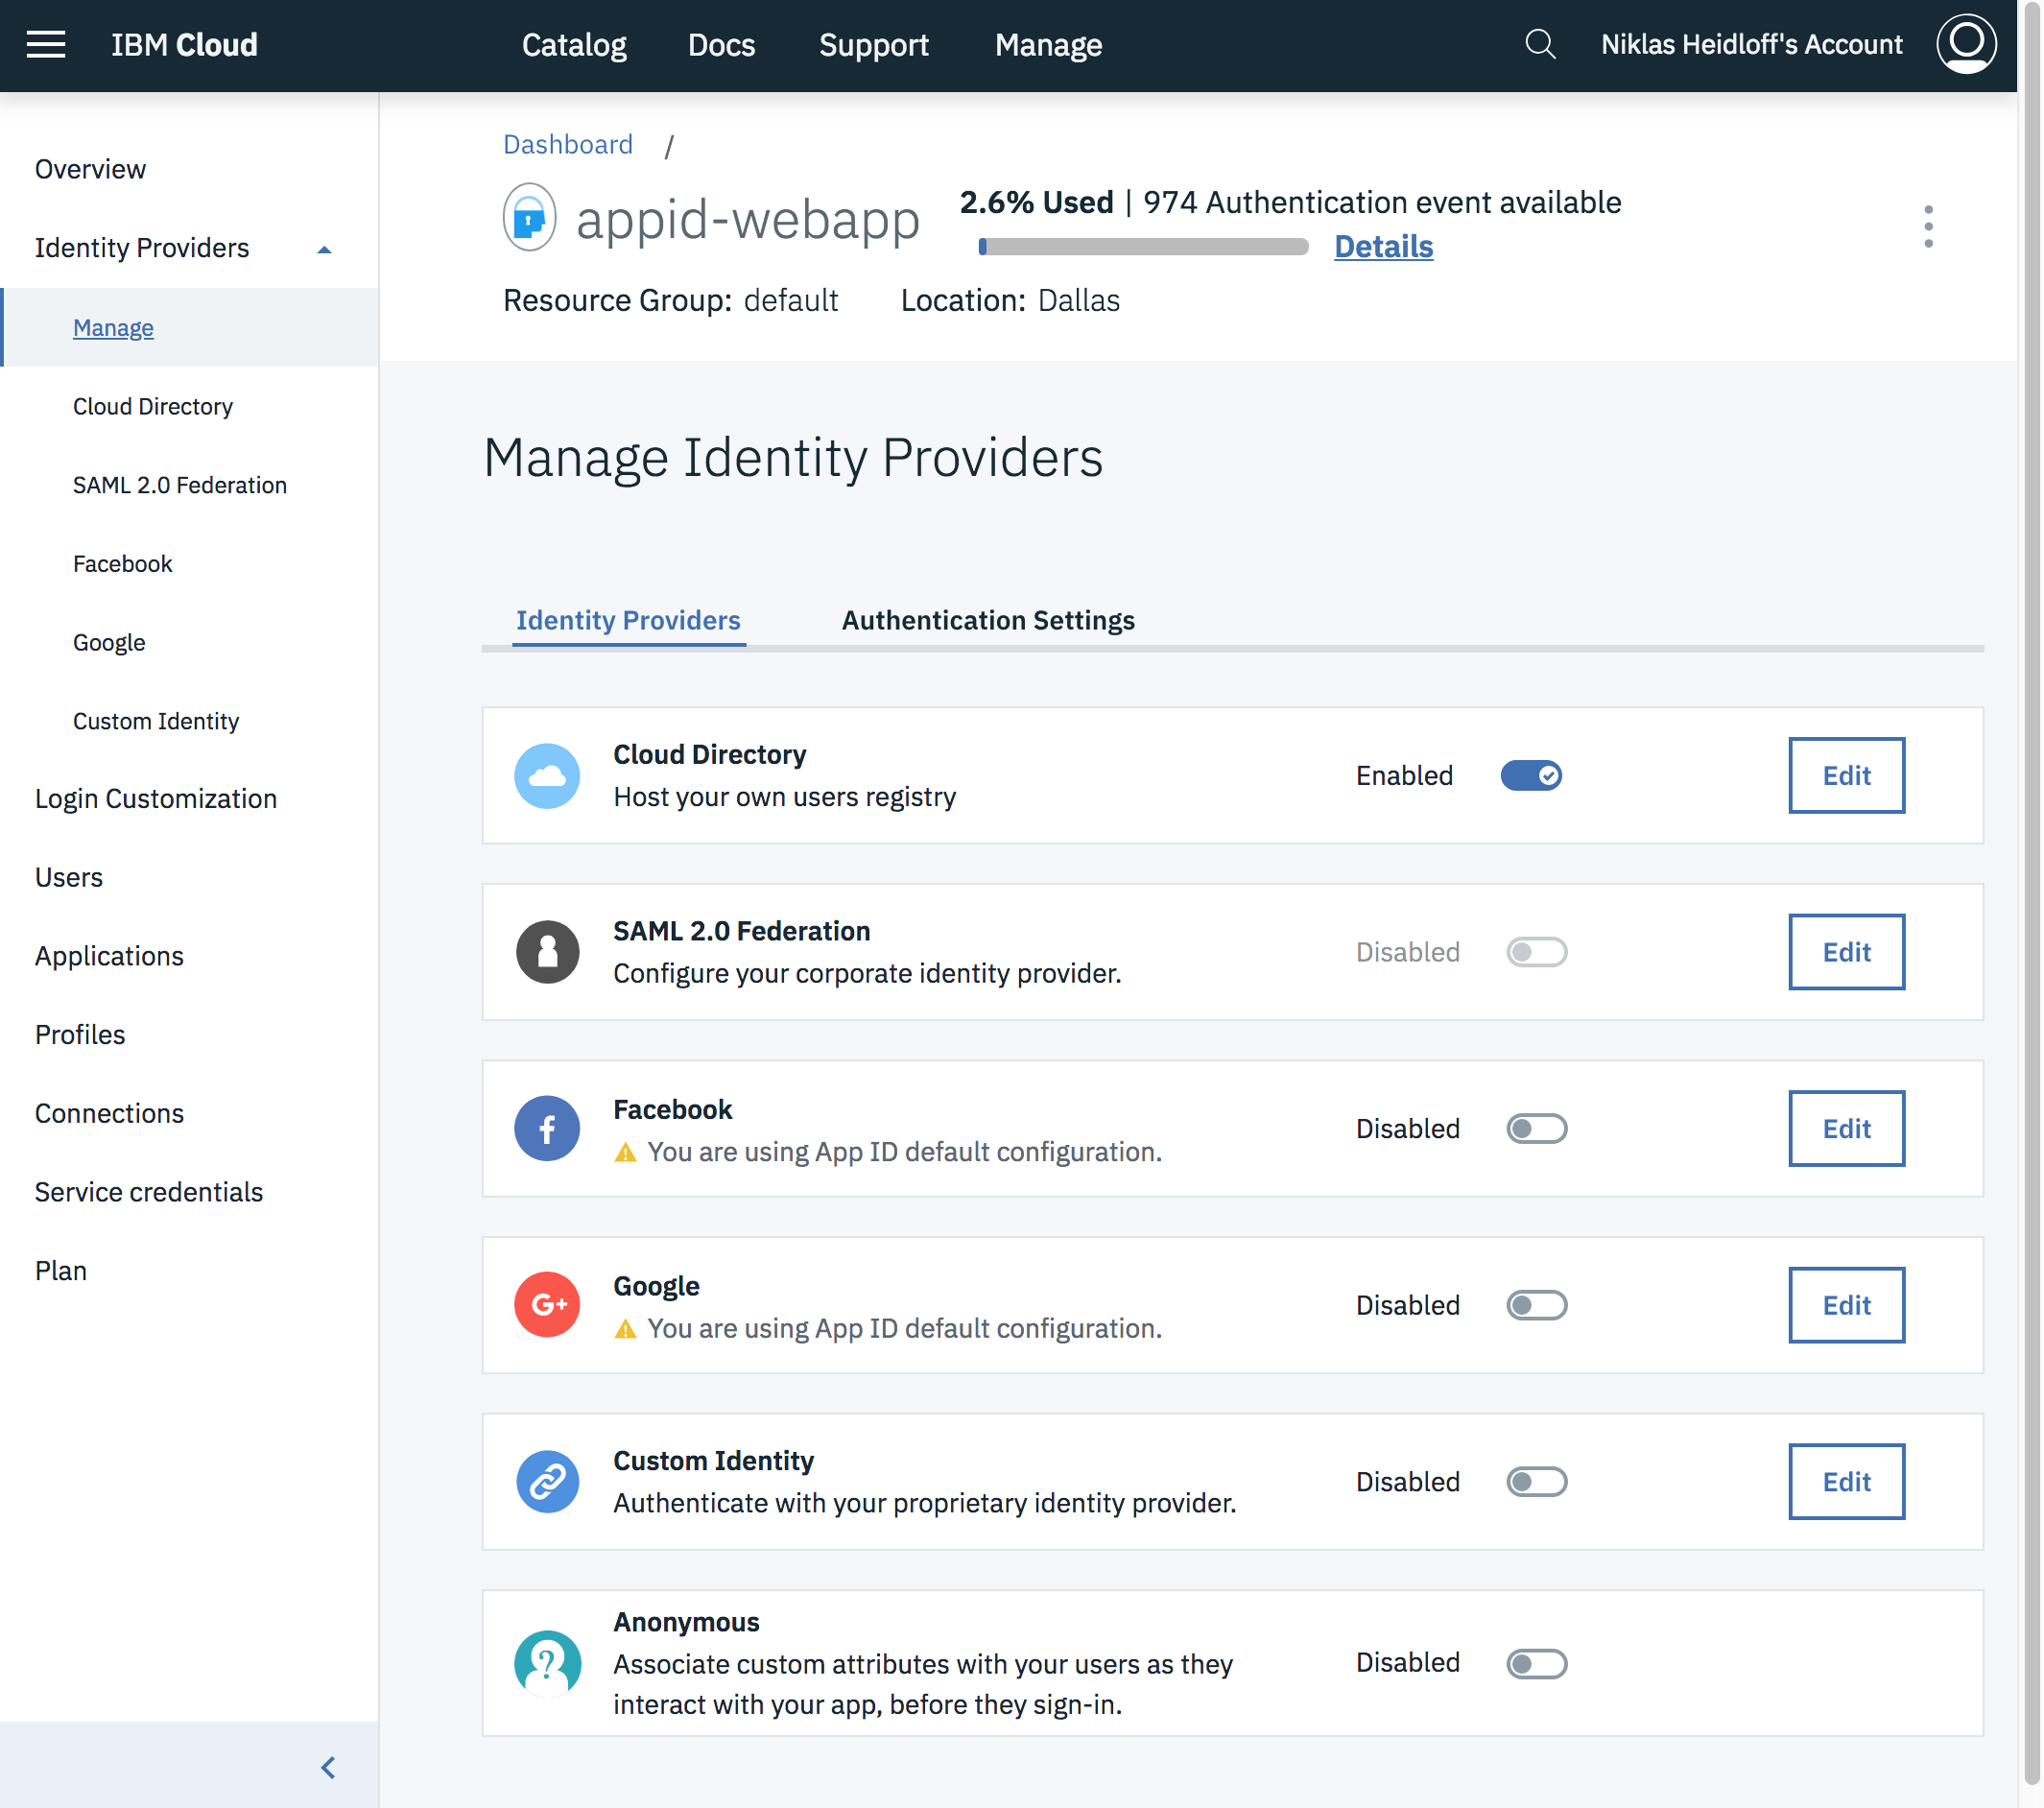 IBM Cloud
Catalog
Docs
Support
Manage
Niklas Heidloff's Account
Overview
Identity Providers
Manage
Cloud Directory
SAML 2.0 Federation
Facebook
Google
Custom Identity
Login Customization
Users
Applications
Profiles
Connections
Service credentials
Plan
Dashboard /
appid-webapp
2.6% Used | 974 Authentication event available
Details
Resource Group: default
Location: Dallas
Manage Identity Providers
Identity Providers
Authentication Settings
Cloud Directory
Host your own users registry
Enabled
Edit
SAML 2.0 Federation
Configure your corporate identity provider.
Disabled
Edit
Facebook
You are using App ID default configuration.
Disabled
Edit
G+
Google
You are using App ID default configuration.
Disabled
Edit
Custom Identity
Authenticate with your proprietary identity provider.
Disabled
Edit
Anonymous
Associate custom attributes with your users as they
interact with your app, before they sign-in.
Disabled